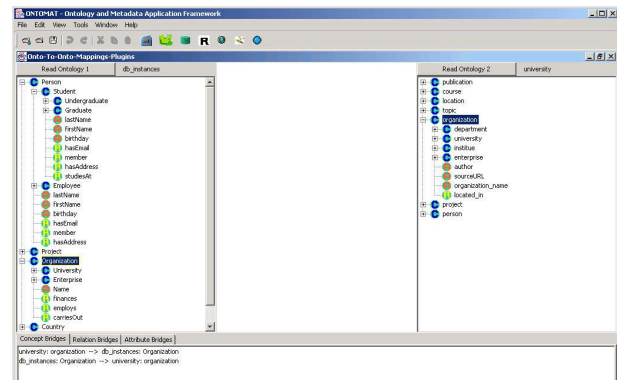 ONTOMAT - Ontology and Metadata Application Framework
File Edit View Tools Window Help
R
Onto-To-Onto-Mappings-Plugins
Read Ontology 1 db_instances
Person
Student
Undergraduate
Graduate
lastName
firstName
birthday
hasEmail
member
hasAddress
studiesAt
Employee
lastName
firstName
birthday
hasEmail
member
hasAddress
Project
Organization
University
Enterprise
Name
finances
employs
carriesOut
Country
Read Ontology 2 university
publication
course
location
topic
organization
department
university
institue
enterprise
author
sourceURL
organization_name
located_in
project
person
Concept Bridges Relation Bridges Attribute Bridges
university: organization --> db_instances: Organization
db_instances: Organization --> university: organization